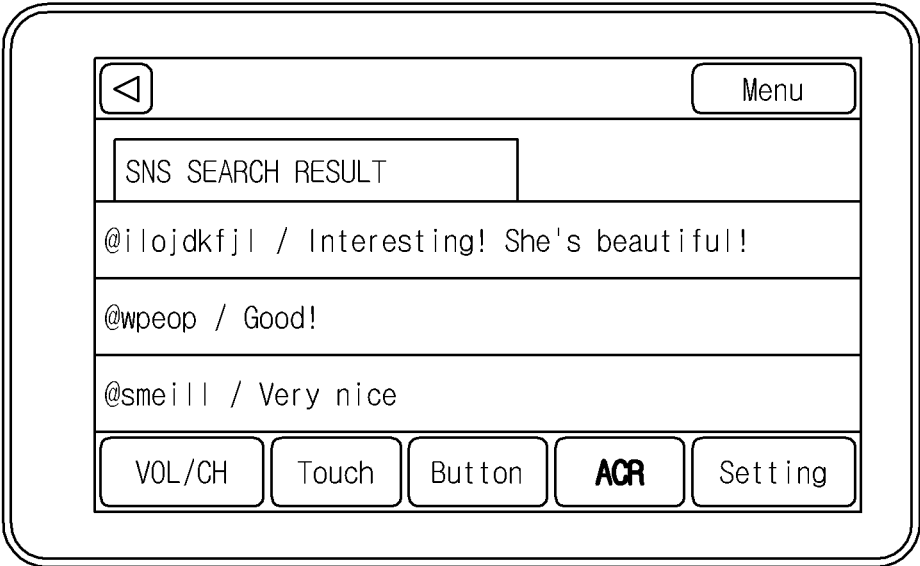 Menu
SNS SEARCH RESULT
@ilojdkfjl / Interesting! She's beautiful!
@wpeop / Good!
@smeill / Very nice
VOL/CH Touch Button ACR Setting